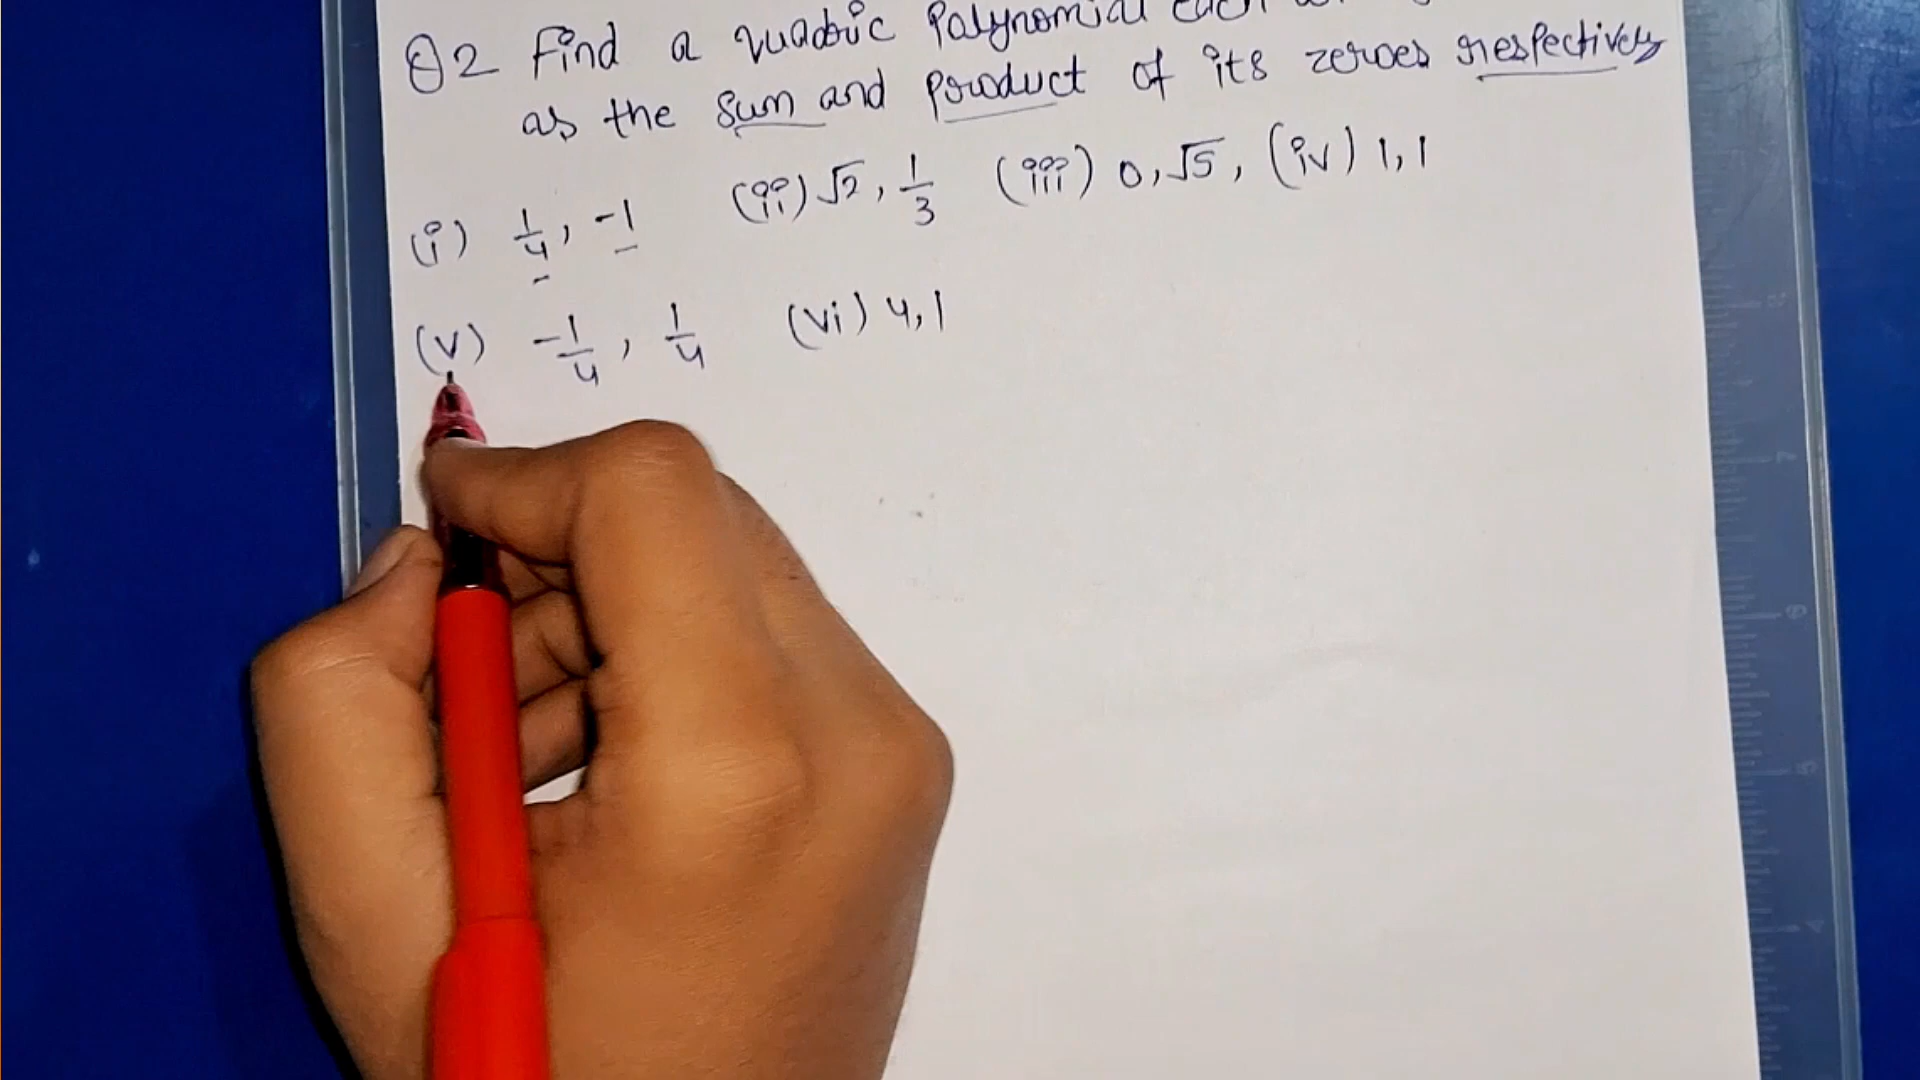 Q2 Find a quadric Polynomial each
as the sum and product of its zeroes respectively
(i) 1/4, -1 (ii) √2, 1/3 (iii) 0, √5, (iv) 1, 1
(v) -1/4, 1/4 (vi) 4, 1